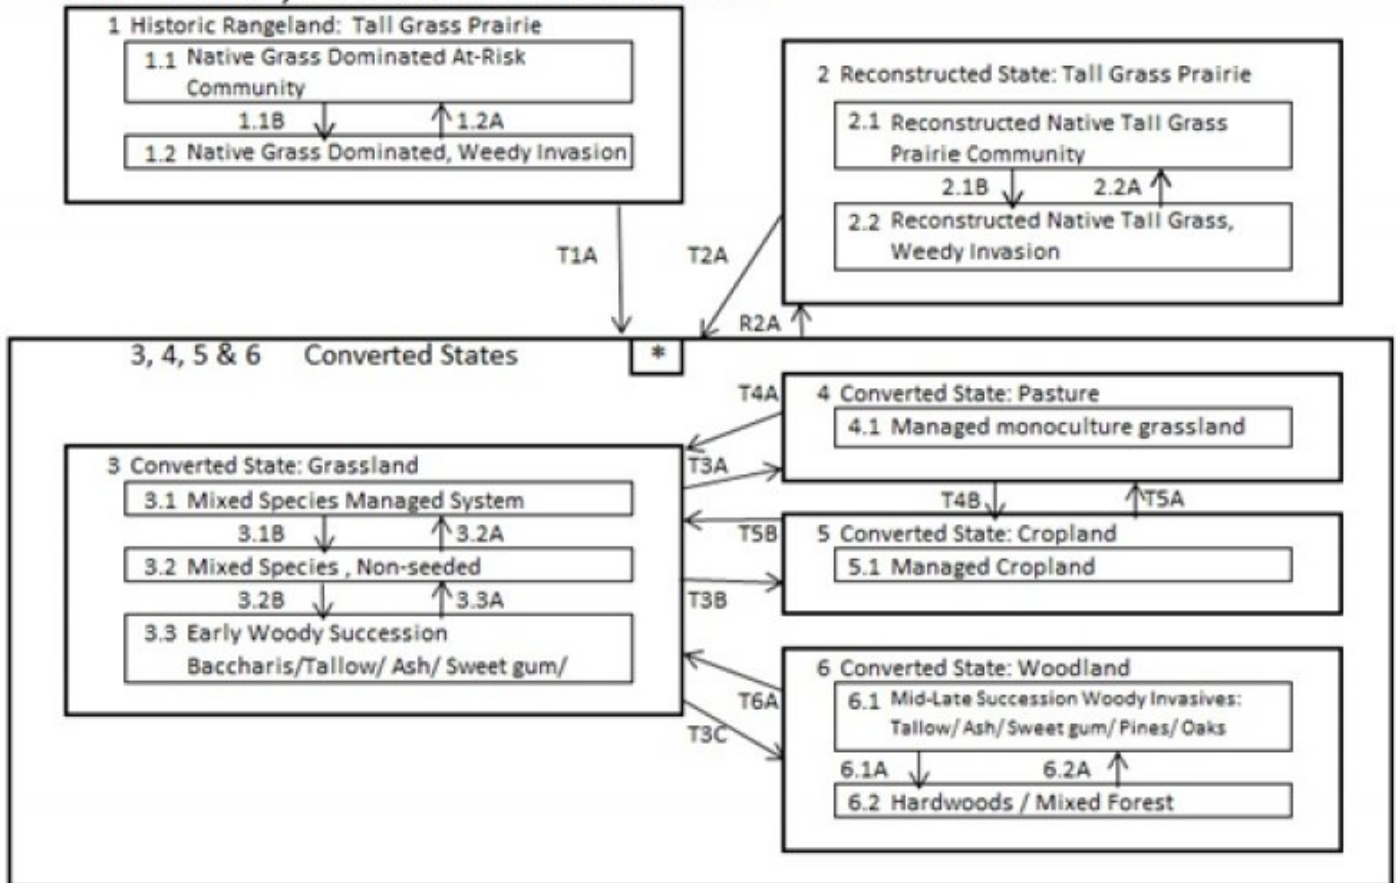 1 Historic Rangeland: Tall Grass Prairie
1.1 Native Grass Dominated At-Risk
Community
1.1B
1.2A
1.2 Native Grass Dominated, Weedy Invasion
2 Reconstructed State: Tall Grass Prairie
2.1 Reconstructed Native Tall Grass
Prairie Community
2.1B
2.2A
2.2 Reconstructed Native Tall Grass,
Weedy Invasion
T1A
T2A
R2A
3, 4, 5 & 6 Converted States
*
3 Converted State: Grassland
3.1 Mixed Species Managed System
3.1B
3.2A
3.2 Mixed Species , Non-seeded
3.2B
3.3A
3.3 Early Woody Succession
Baccharis/Tallow/ Ash/ Sweet gum/
T4A
T3A
T5B
T3B
T6A
T3C
4 Converted State: Pasture
4.1 Managed monoculture grassland
T4B
T5A
5 Converted State: Cropland
5.1 Managed Cropland
6 Converted State: Woodland
6.1 Mid-Late Succession Woody Invasives:
Tallow/ Ash/ Sweet gum/ Pines/ Oaks
6.1A
6.2A
6.2 Hardwoods / Mixed Forest